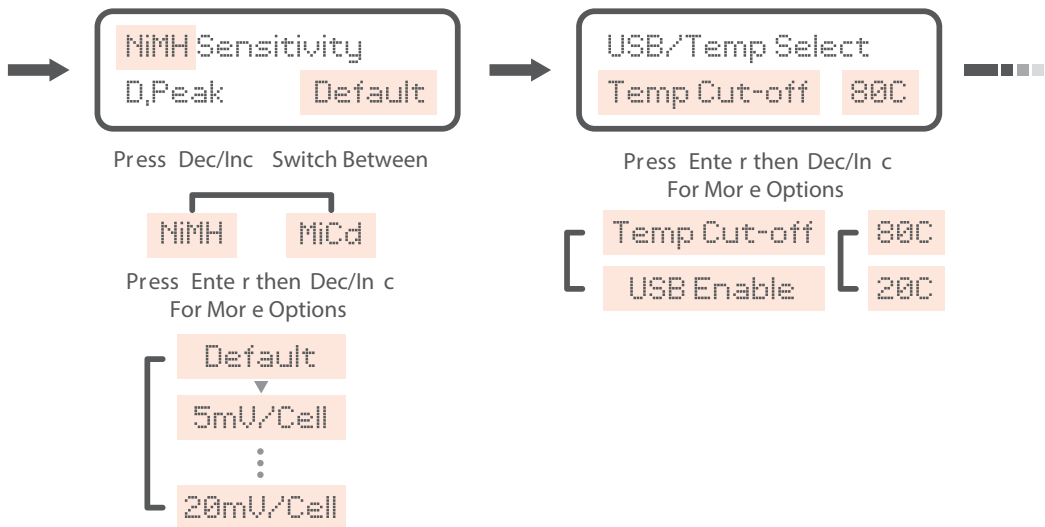 NiMH Sensitivity
D,Peak Default
Press Dec/Inc Switch Between
NiMH MiCd
Press Ente r then Dec/In c
For Mor e Options
Default
5mV/Cell
20mV/Cell
USB/Temp Select
Temp Cut-off 80C
Press Ente r then Dec/In c
For Mor e Options
Temp Cut-off 80C
USB Enable 20C